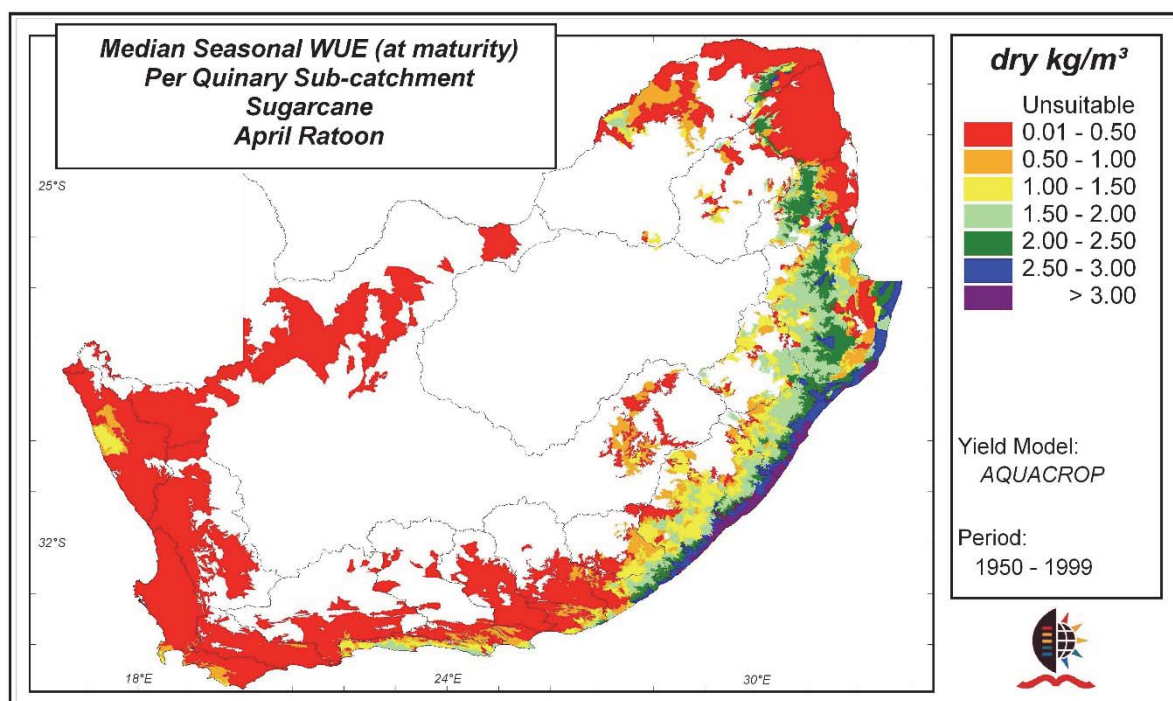 Median Seasonal WUE (at maturity)
Per Quinary Sub-catchment
Sugarcane
April Ratoon
25°S
32°S
18°E
24°E
30°E
dry kg/m³
Unsuitable
0.01 - 0.50
0.50 - 1.00
1.00 - 1.50
1.50 - 2.00
2.00 - 2.50
2.50 - 3.00
> 3.00
Yield Model:
AQUACROP
Period:
1950 - 1999